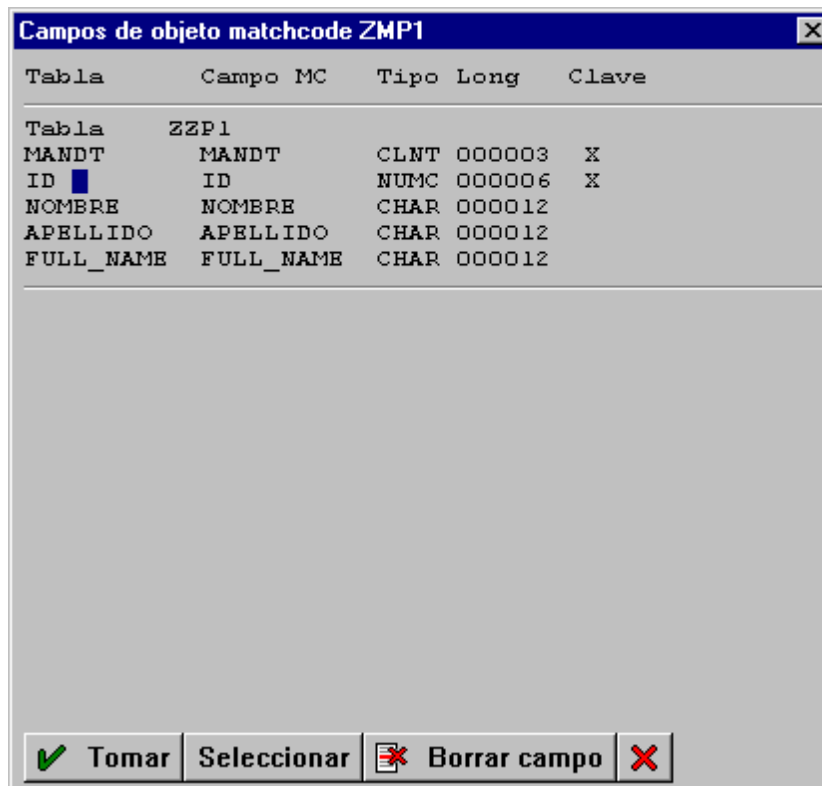 Campos de objeto matchcode ZMP1
Tabla Campo MC Tipo Long Clave
Tabla ZZP1
MANDT MANDT CLNT 000003 X
ID ID NUMC 000006 X
NOMBRE NOMBRE CHAR 000012
APELLIDO APELLIDO CHAR 000012
FULL_NAME FULL_NAME CHAR 000012
Tomar Seleccionar Borrar campo